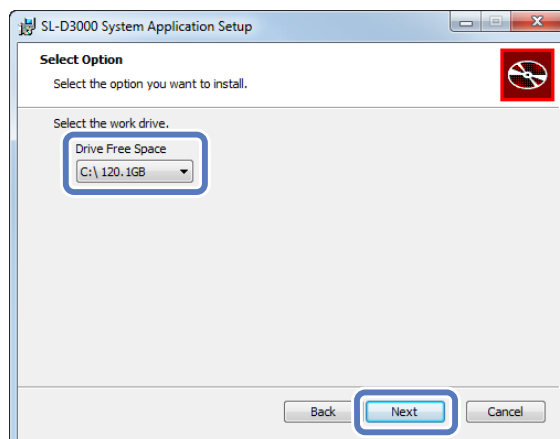 SL-D3000 System Application Setup
Select Option
Select the option you want to install.
Select the work drive.
Drive Free Space
C:\ 120.1GB
Back Next Cancel